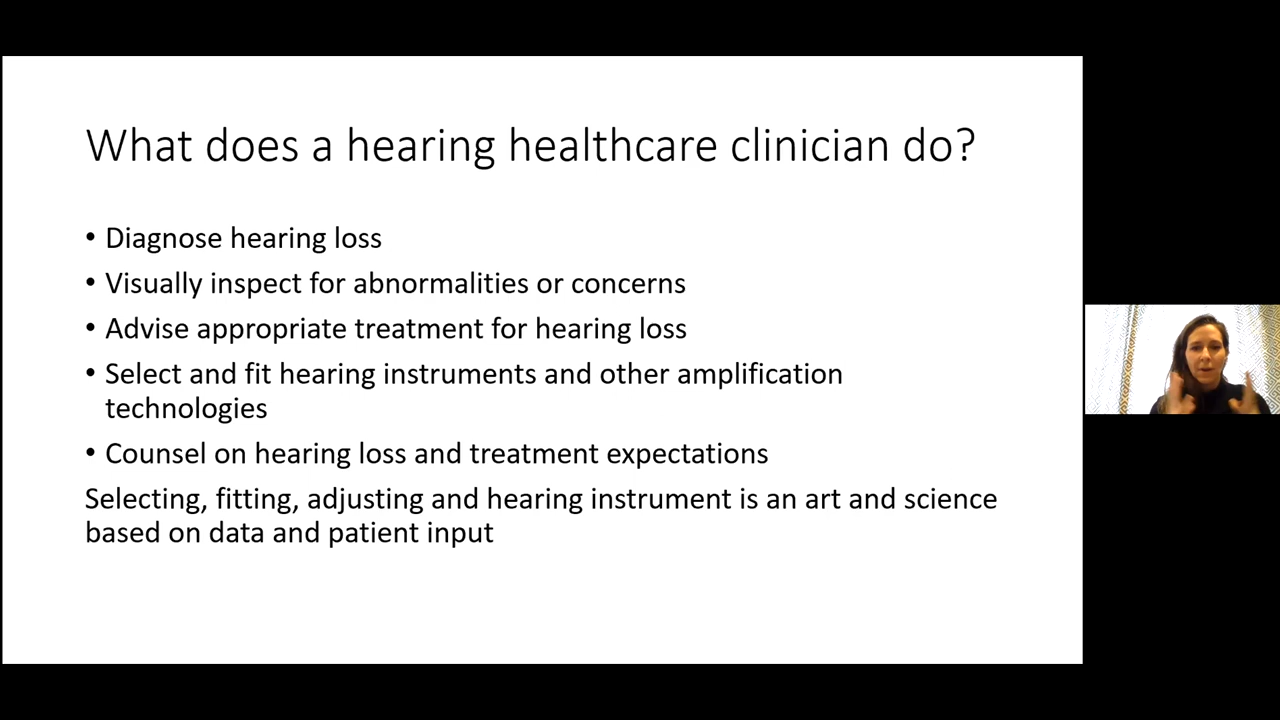 What does a hearing healthcare clinician do?
• Diagnose hearing loss
• Visually inspect for abnormalities or concerns
• Advise appropriate treatment for hearing loss
• Select and fit hearing instruments and other amplification
technologies
• Counsel on hearing loss and treatment expectations
Selecting, fitting, adjusting and hearing instrument is an art and science
based on data and patient input